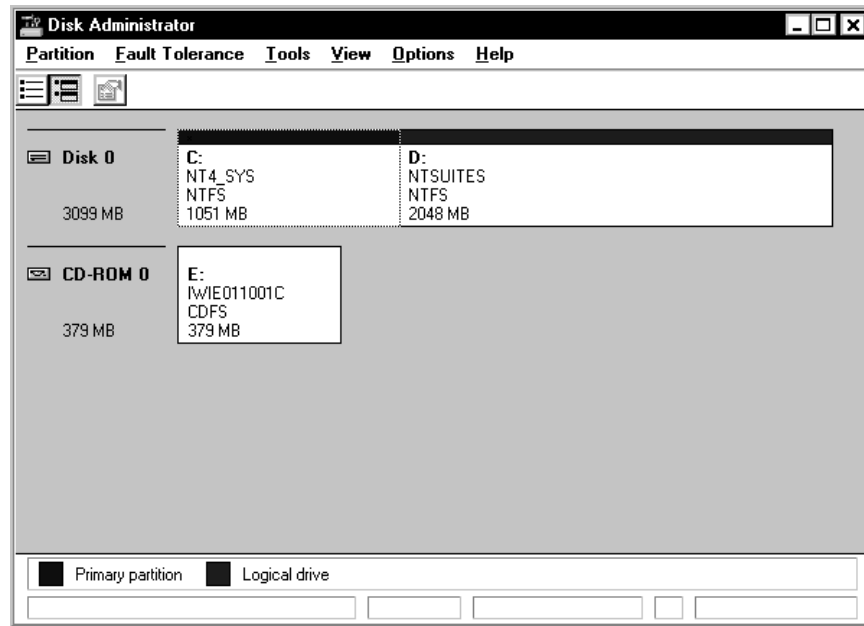 Disk Administrator
Partition Fault Tolerance Tools View Options Help
Disk 0
3099 MB
C:
NT4_SYS
NTFS
1051 MB
D:
NTSUITES
NTFS
2048 MB
CD-ROM 0
379 MB
E:
IWIE011001C
CDFS
379 MB
Primary partition Logical drive